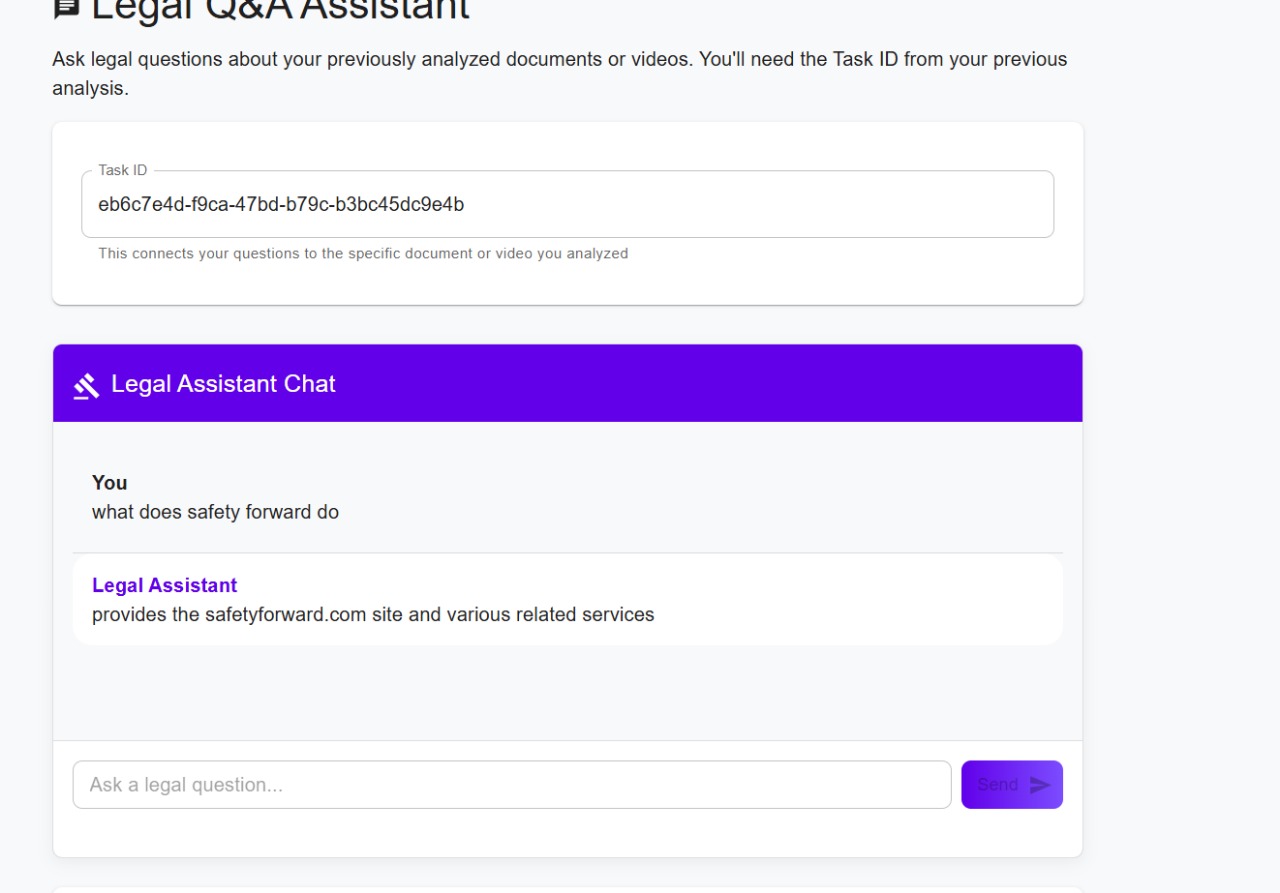 Legal Q&A Assistant
Ask legal questions about your previously analyzed documents or videos. You'll need the Task ID from your previous
analysis.
Task ID
eb6c7e4d-f9ca-47bd-b79c-b3bc45dc9e4b
This connects your questions to the specific document or video you analyzed
Legal Assistant Chat
You
what does safety forward do
Legal Assistant
provides the safetyforward.com site and various related services
Ask a legal question...
Send